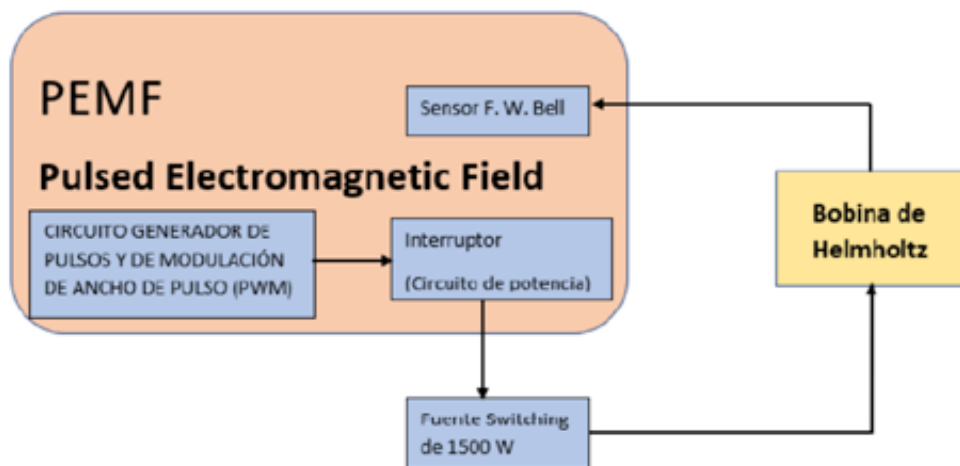 PEMF
Sensor F. W. Bell
Pulsed Electromagnetic Field
CIRCUITO GENERADOR DE
PULSOS Y DE MODULACIÓN
DE ANCHO DE PULSO (PWM)
Interruptor
(Circuito de potencia)
Bobina de
Helmholtz
Fuente Switching
de 1500 W